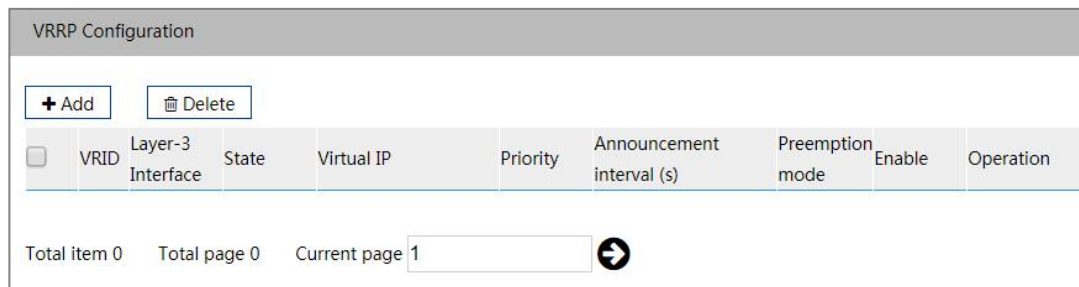 VRRP Configuration
Add Delete
VRID Layer-3 Interface State Virtual IP Priority Announcement interval (s) Preemption mode Enable Operation
Total item 0 Total page 0 Current page 1